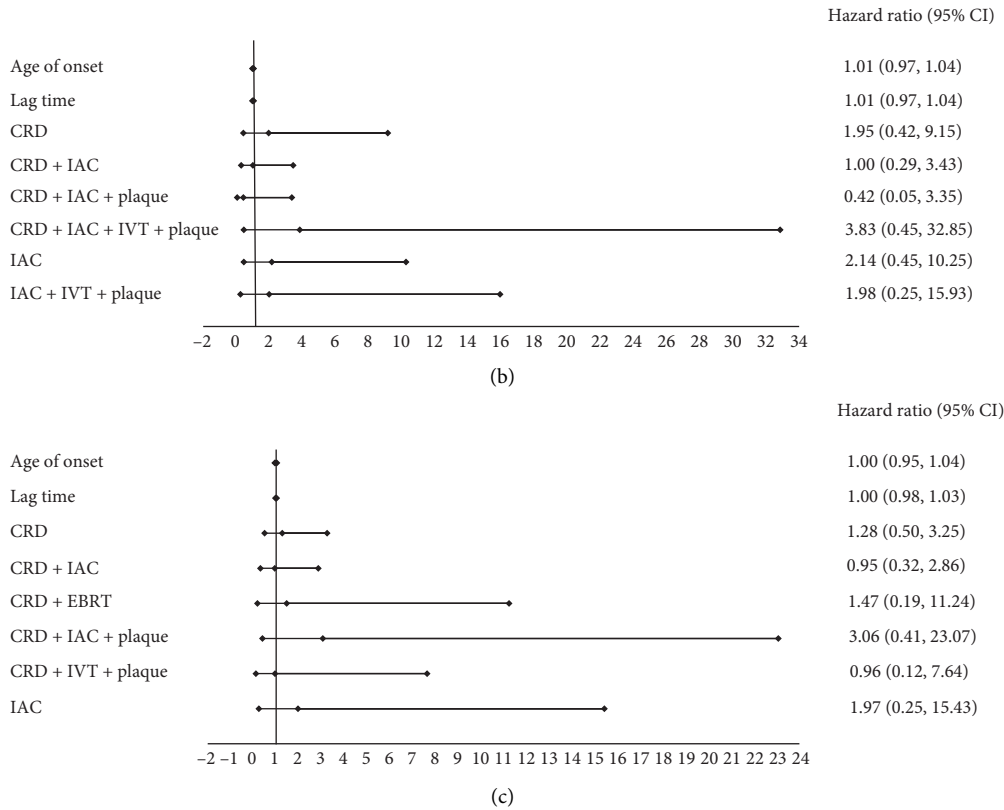 Hazard ratio (95% CI)
Age of onset 1.01 (0.97, 1.04)
Lag time 1.01 (0.97, 1.04)
CRD 1.95 (0.42, 9.15)
CRD + IAC 1.00 (0.29, 3.43)
CRD + IAC + plaque 0.42 (0.05, 3.35)
CRD + IAC + IVT + plaque 3.83 (0.45, 32.85)
IAC 2.14 (0.45, 10.25)
IAC + IVT + plaque 1.98 (0.25, 15.93)
−2 0 2 4 6 8 10 12 14 16 18 20 22 24 26 28 30 32 34
(b)
Hazard ratio (95% CI)
Age of onset 1.00 (0.95, 1.04)
Lag time 1.00 (0.98, 1.03)
CRD 1.28 (0.50, 3.25)
CRD + IAC 0.95 (0.32, 2.86)
CRD + EBRT 1.47 (0.19, 11.24)
CRD + IAC + plaque 3.06 (0.41, 23.07)
CRD + IVT + plaque 0.96 (0.12, 7.64)
IAC 1.97 (0.25, 15.43)
−2 −1 0 1 2 3 4 5 6 7 8 9 10 11 12 13 14 15 16 17 18 19 20 21 22 23 24
(c)